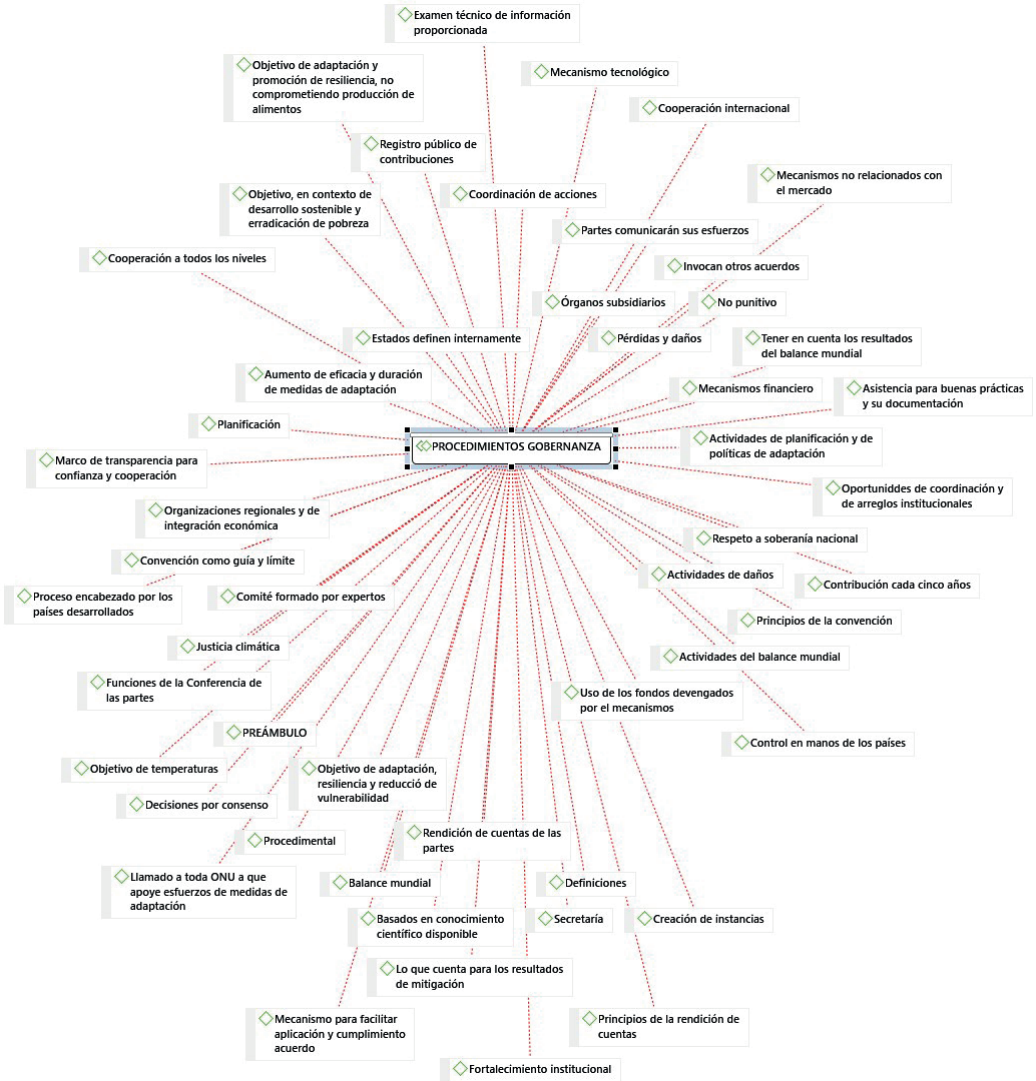 Examen técnico de información
proporcionada
Objetivo de adaptación y
promoción de resiliencia, no
comprometiendo producción de
alimentos
Mecanismo tecnológico
Cooperación internacional
Registro público de
contribuciones
Mecanismos no relacionados con
el mercado
Objetivo, en contexto de
desarrollo sostenible y
erradicación de pobreza
Coordinación de acciones
Partes comunicarán sus esfuerzos
Cooperación a todos los niveles
Invocan otros acuerdos
Órganos subsidiarios
No punitivo
Estados definen internamente
Pérdidas y daños
Tener en cuenta los resultados
del balance mundial
Aumento de eficacia y duración
de medidas de adaptación
Mecanismos financiero
Asistencia para buenas prácticas
y su documentación
Planificación
PROCEDIMIENTOS GOBERNANZA
Actividades de planificación y de
políticas de adaptación
Marco de transparencia para
confianza y cooperación
Oportuniddes de coordinación y
de arreglos institucionales
Organizaciones regionales y de
integración económica
Respeto a soberanía nacional
Convención como guía y límite
Actividades de daños
Contribución cada cinco años
Proceso encabezado por los
países desarrollados
Comité formado por expertos
Principios de la convención
Justicia climática
Actividades del balance mundial
Funciones de la Conferencia de
las partes
Uso de los fondos devengados
por el mecanismos
PREÁMBULO
Control en manos de los países
Objetivo de temperaturas
Objetivo de adaptación,
resiliencia y reducció de
vulnerabilidad
Decisiones por consenso
Procedimental
Rendición de cuentas de las
partes
Llamado a toda ONU a que
apoye esfuerzos de medidas de
adaptación
Balance mundial
Definiciones
Basados en conocimiento
científico disponible
Secretaría
Creación de instancias
Lo que cuenta para los resultados
de mitigación
Mecanismo para facilitar
aplicación y cumplimiento
acuerdo
Principios de la rendición de
cuentas
Fortalecimiento institucional